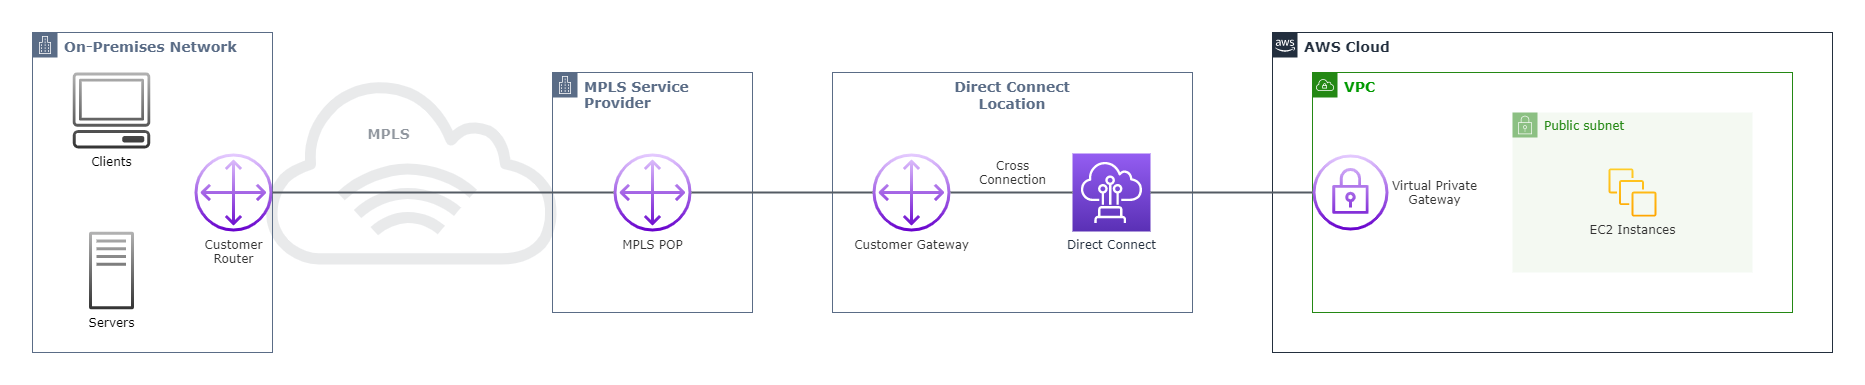 On-Premises Network
Clients
Customer
Router
Servers
MPLS
MPLS Service
Provider
MPLS POP
Direct Connect
Location
Customer Gateway
Cross
Connection
Direct Connect
aws
AWS Cloud
VPC
Virtual Private
Gateway
Public subnet
EC2 Instances